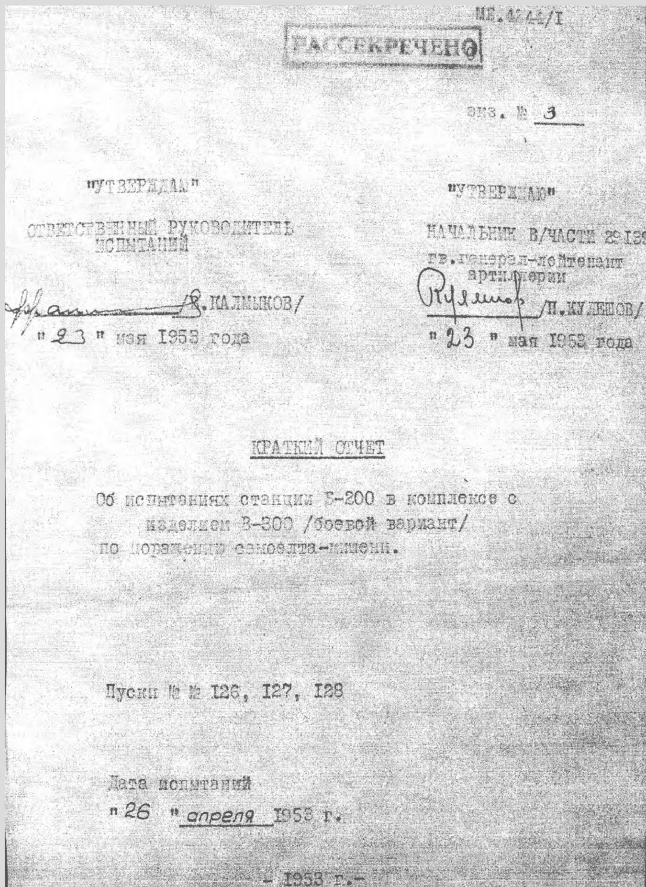 МБ.4244/I
РАССЕКРЕЧЕНО
экз. № 3
"УТВЕРЖДАЮ"
ОТВЕТСТВЕННЫЙ РУКОВОДИТЕЛЬ
ИСПЫТАНИЙ
/В.КАЛМЫКОВ/
" 23 " мая 1953 года
"УТВЕРЖДАЮ"
НАЧАЛЬНИК В/ЧАСТИ 29139
гв.генерал-лейтенант
артиллерии
/П.КУЛЕШОВ/
" 23 " мая 1953 года
КРАТКИЙ ОТЧЕТ
Об испытаниях станции Б-200 в комплексе с
изделием В-300 /боевой вариант/
по поражению самолета-мишени.
Пуски № № 126, 127, 128
Дата испытаний
" 26 " апреля 1953 г.
- 1953 г.-